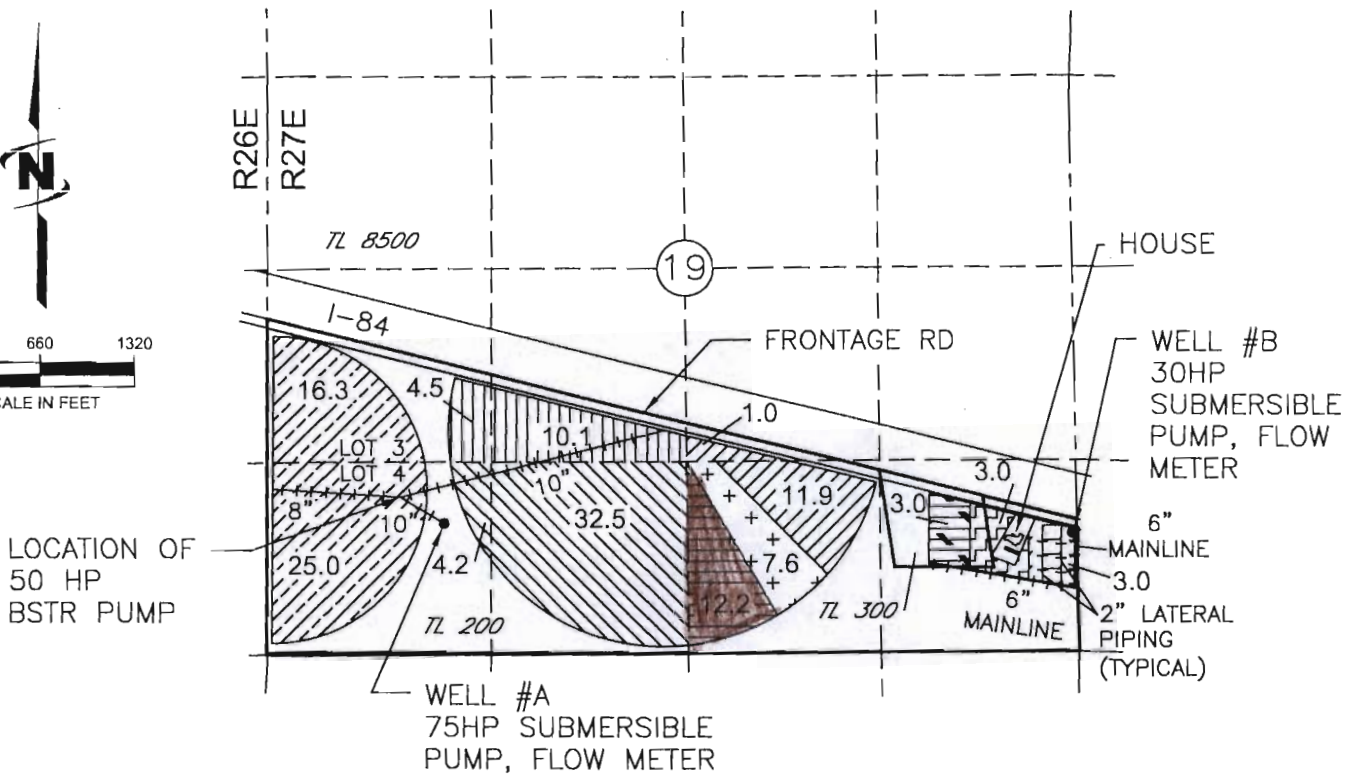 N
660 1320
CALE IN FEET
R26E
R27E
TL 8500
19
I-84
FRONTAGE RD
HOUSE
WELL #B
30HP
SUBMERSIBLE
PUMP, FLOW
METER
16.3
4.5
10.1
1.0
LOT 3
LOT 4
8"
10"
10"
32.5
11.9
3.0
3.0
6"
MAINLINE
3.0
LOCATION OF
50 HP
BSTR PUMP
25.0
4.2
7.6
12.2
TL 200
TL 300
6"
MAINLINE
2" LATERAL
PIPING
(TYPICAL)
WELL #A
75HP SUBMERSIBLE
PUMP, FLOW METER